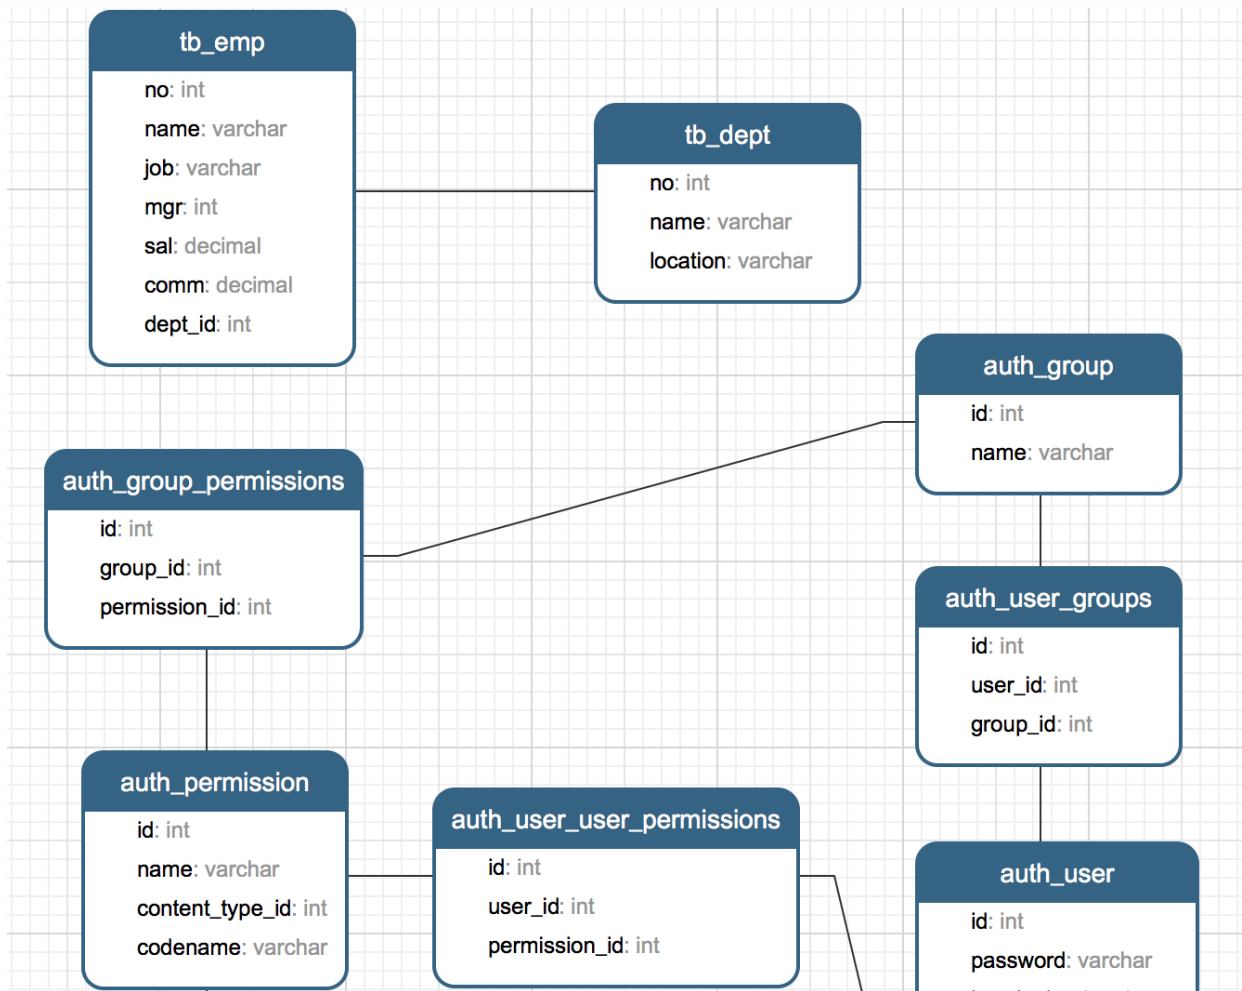 tb_emp
no: int
name: varchar
job: varchar
mgr: int
sal: decimal
comm: decimal
dept_id: int
tb_dept
no: int
name: varchar
location: varchar
auth_group
id: int
name: varchar
auth_group_permissions
id: int
group_id: int
permission_id: int
auth_user_groups
id: int
user_id: int
group_id: int
auth_permission
id: int
name: varchar
content_type_id: int
codename: varchar
auth_user_user_permissions
id: int
user_id: int
permission_id: int
auth_user
id: int
password: varchar